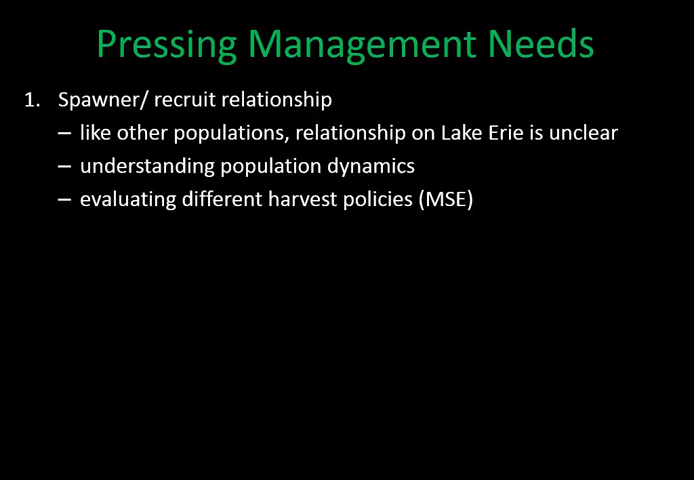 Pressing Management Needs
1. Spawner/ recruit relationship
– like other populations, relationship on Lake Erie is unclear
– understanding population dynamics
– evaluating different harvest policies (MSE)